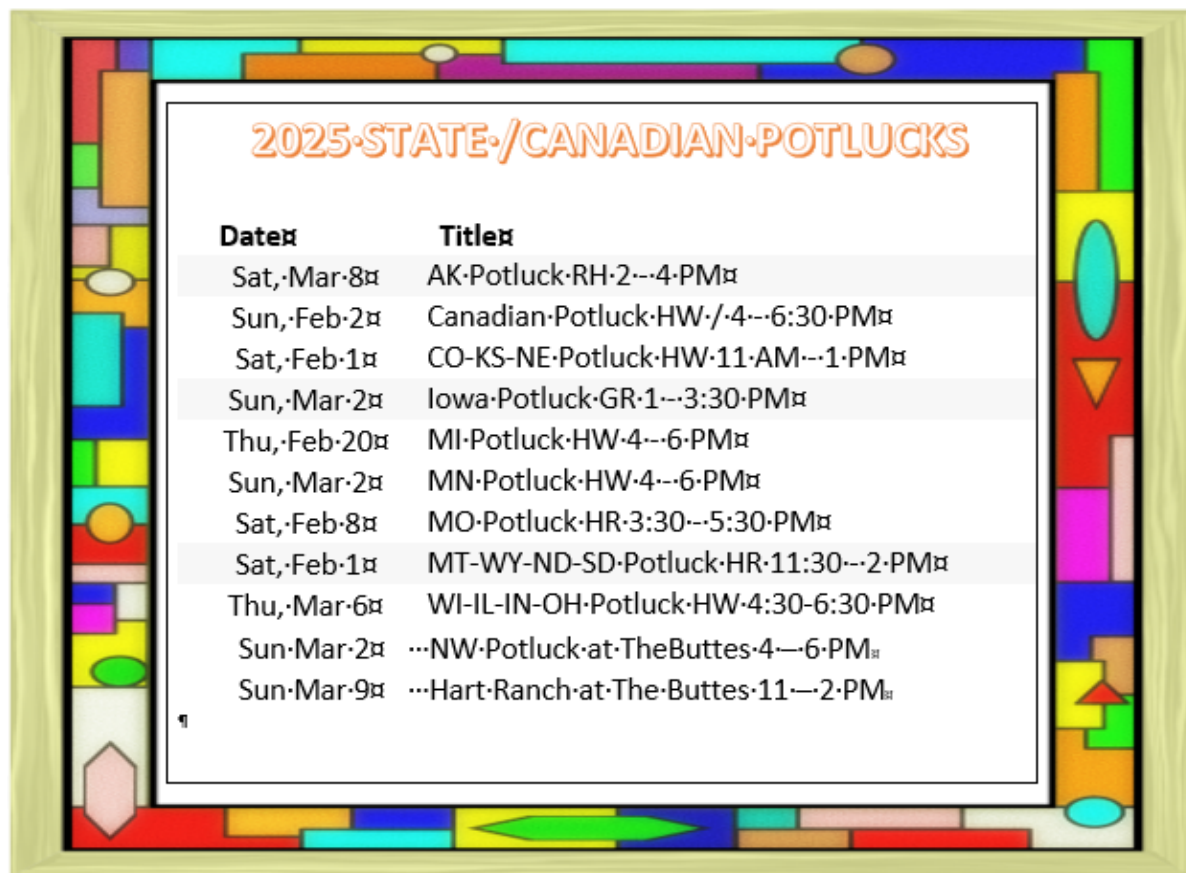 2025·STATE·/CANADIAN·POTLUCKS
Date¤ Title¤
Sat,·Mar·8¤ AK·Potluck·RH·2·-·4·PM¤
Sun,·Feb·2¤ Canadian·Potluck·HW·/·4·-·6:30·PM¤
Sat,·Feb·1¤ CO-KS-NE·Potluck·HW·11·AM·-·1·PM¤
Sun,·Mar·2¤ Iowa·Potluck·GR·1·-·3:30·PM¤
Thu,·Feb·20¤ MI·Potluck·HW·4·-·6·PM¤
Sun,·Mar·2¤ MN·Potluck·HW·4·-·6·PM¤
Sat,·Feb·8¤ MO·Potluck·HR·3:30·-·5:30·PM¤
Sat,·Feb·1¤ MT-WY-ND-SD·Potluck·HR·11:30·-·2·PM¤
Thu,·Mar·6¤ WI-IL-IN-OH·Potluck·HW·4:30-6:30·PM¤
Sun·Mar·2¤ ···NW·Potluck·at·TheButtes·4·–·6·PM¤
Sun·Mar·9¤ ···Hart·Ranch·at·The·Buttes·11·–·2·PM¤
¶